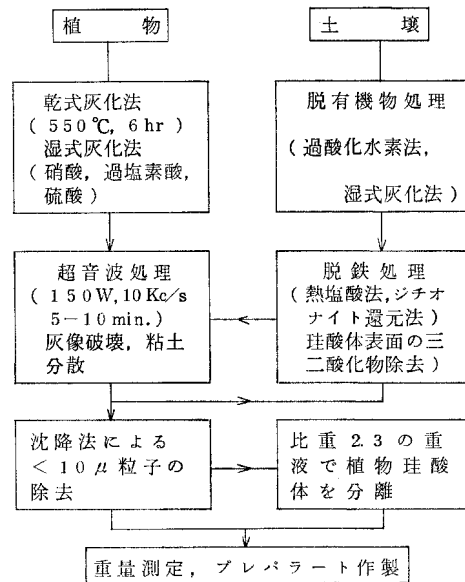 植物
土壌
乾式灰化法
(550℃, 6hr)
湿式灰化法
(硝酸, 過塩素酸,
硫酸)
脱有機物処理
(過酸化水素法,
湿式灰化法)
超音波処理
(150W, 10Kc/s
5-10min.)
灰像破壊, 粘土
分散
脱鉄処理
(熱塩酸法, ジチオ
ナイト還元法)
珪酸体表面の三
二酸化物除去)
沈降法による
<10μ粒子の
除去
比重2.3の重
液で植物珪酸
体を分離
重量測定, プレパラート作製